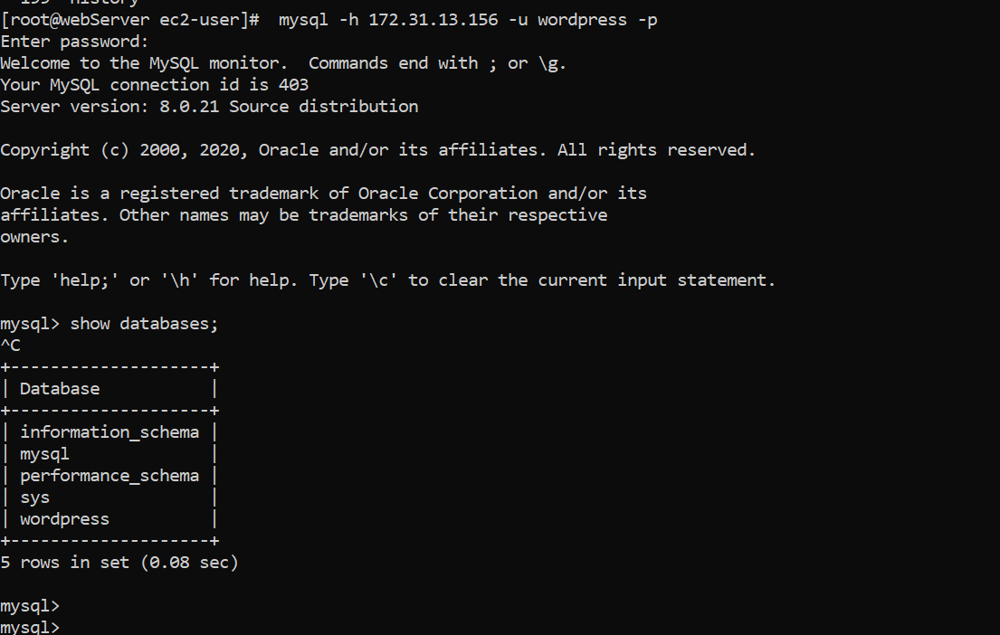 199  history
[root@webServer ec2-user]#  mysql -h 172.31.13.156 -u wordpress -p
Enter password:
Welcome to the MySQL monitor.  Commands end with ; or \g.
Your MySQL connection id is 403
Server version: 8.0.21 Source distribution

Copyright (c) 2000, 2020, Oracle and/or its affiliates. All rights reserved.

Oracle is a registered trademark of Oracle Corporation and/or its
affiliates. Other names may be trademarks of their respective
owners.

Type 'help;' or '\h' for help. Type '\c' to clear the current input statement.

mysql> show databases;
^C
+--------------------+
| Database           |
+--------------------+
| information_schema |
| mysql              |
| performance_schema |
| sys                |
| wordpress          |
+--------------------+
5 rows in set (0.08 sec)

mysql>
mysql>